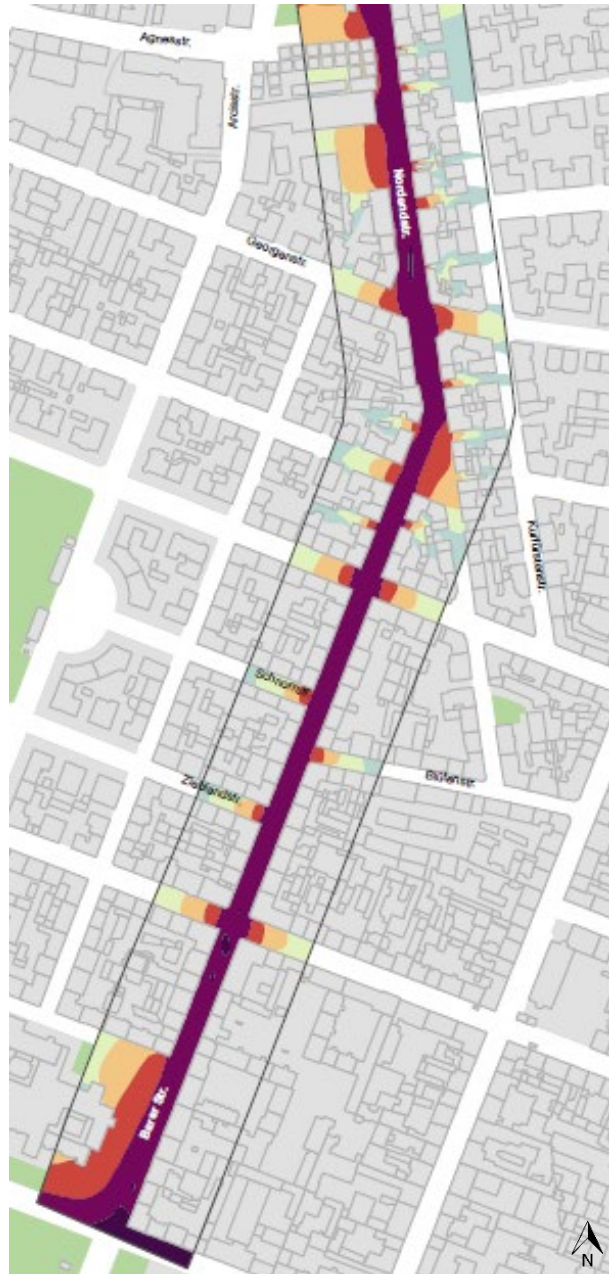 Agnesstr.
Arcisstr.
Nordendstr.
Georgenstr.
Kurfürstenstr.
Schnorrstr.
Blütenstr.
Zieblandstr.
Barer Str.
N